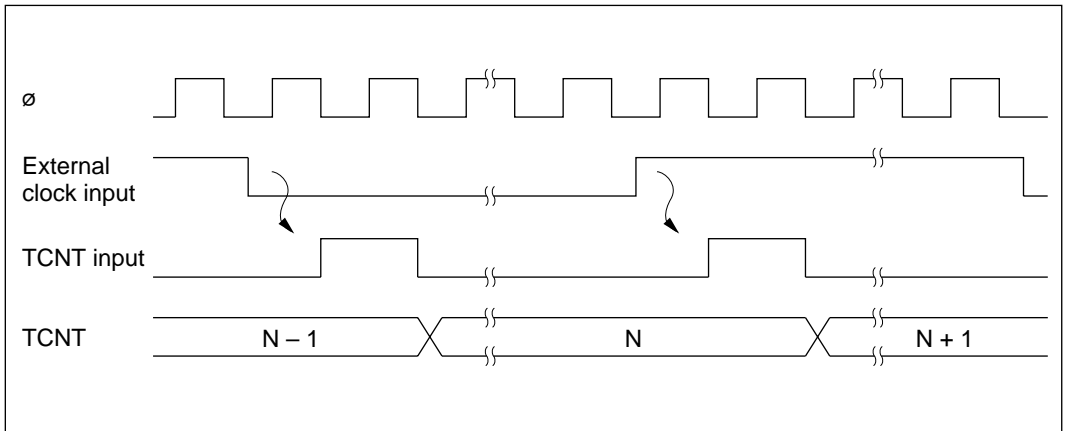 ø
External
clock input
TCNT input
TCNT
N – 1
N
N + 1